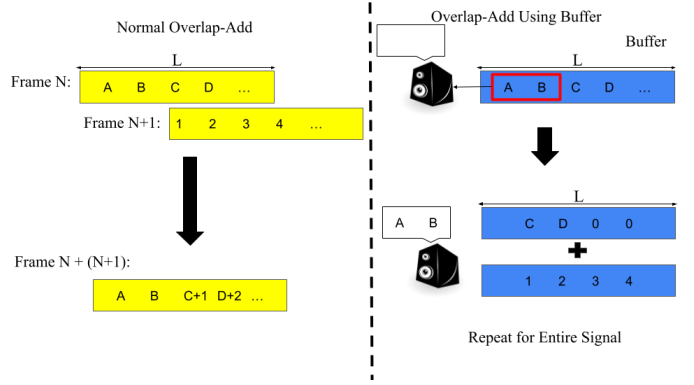 Normal Overlap-Add
L
Frame N:
A B C D ...
Frame N+1:
1 2 3 4 ...
Frame N + (N+1):
A B C+1 D+2 ...
Overlap-Add Using Buffer
Buffer
L
A B C D ...
L
A B
C D 0 0
+
1 2 3 4
Repeat for Entire Signal